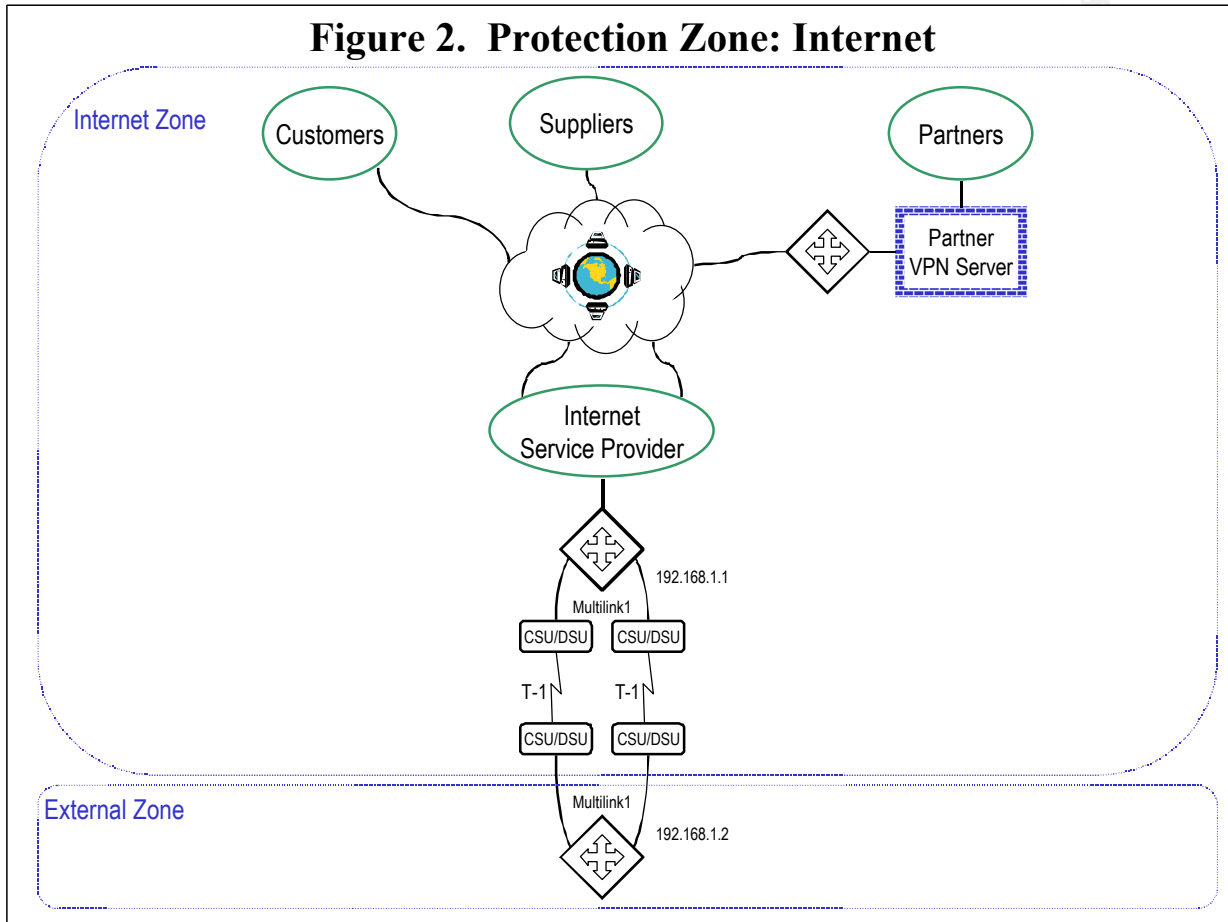 Figure 2. Protection Zone: Internet
Internet Zone
Customers
Suppliers
Partners
Partner
VPN Server
Internet
Service Provider
192.168.1.1
Multilink1
CSU/DSU
CSU/DSU
T-1
T-1
CSU/DSU
CSU/DSU
External Zone
Multilink1
192.168.1.2